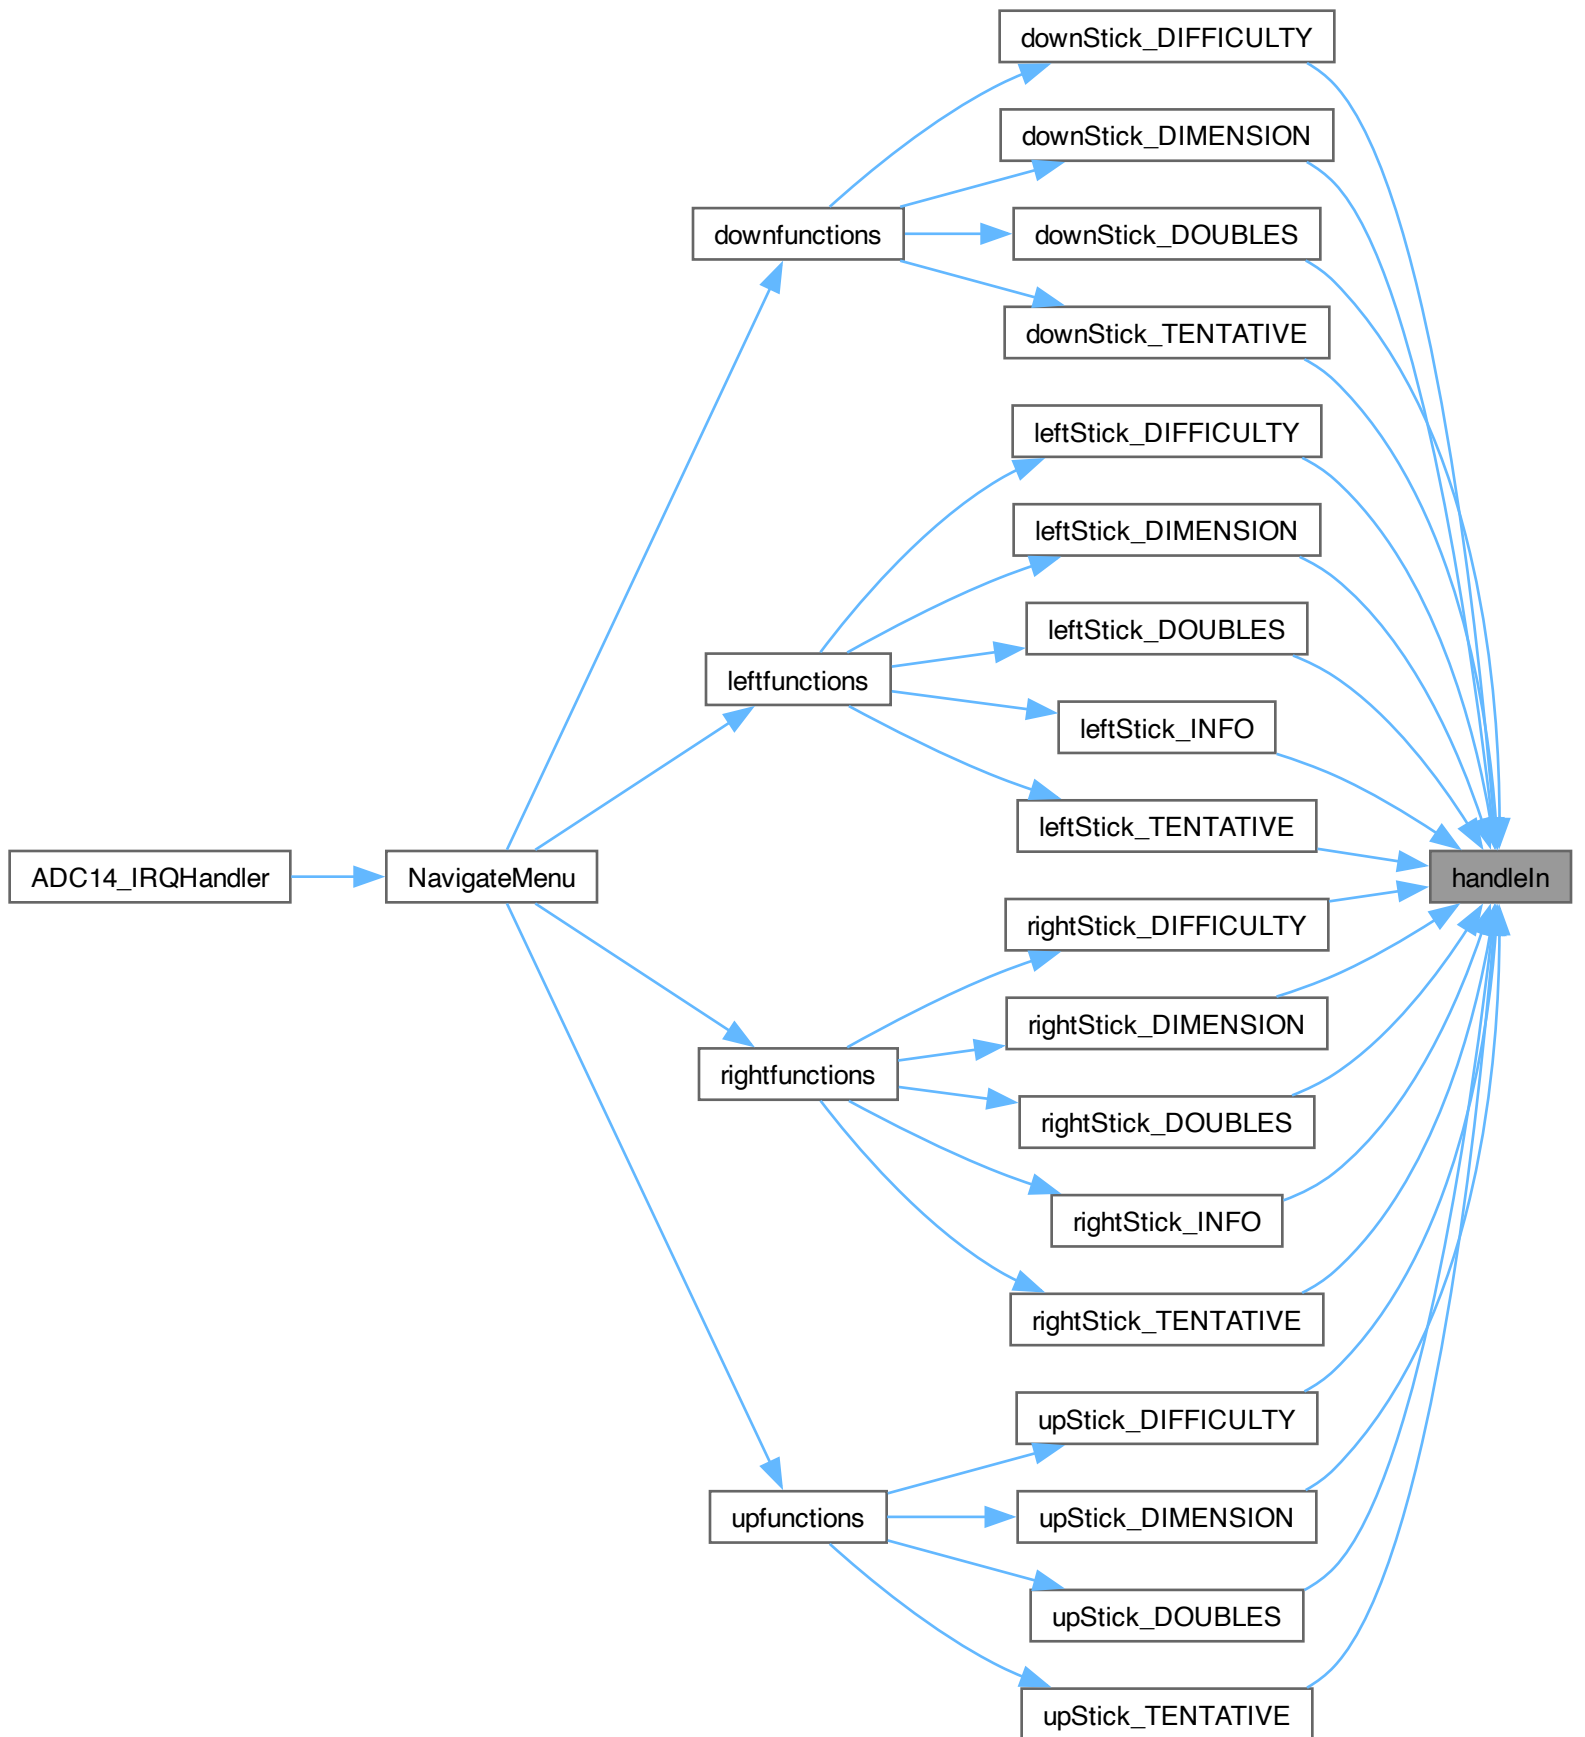 downStick_DIFFICULTY
downStick_DIMENSION
downfunctions
downStick_DOUBLES
downStick_TENTATIVE
leftStick_DIFFICULTY
leftStick_DIMENSION
leftStick_DOUBLES
leftfunctions
leftStick_INFO
leftStick_TENTATIVE
ADC14_IRQHandler
NavigateMenu
handleIn
rightStick_DIFFICULTY
rightStick_DIMENSION
rightfunctions
rightStick_DOUBLES
rightStick_INFO
rightStick_TENTATIVE
upStick_DIFFICULTY
upfunctions
upStick_DIMENSION
upStick_DOUBLES
upStick_TENTATIVE